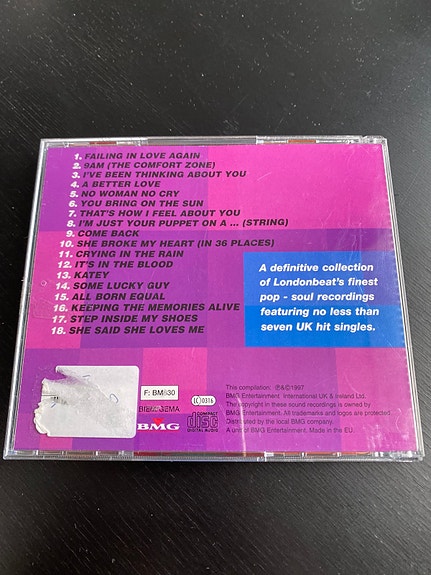 1. FAILING IN LOVE AGAIN
2. 9AM (THE COMFORT ZONE)
3. I'VE BEEN THINKING ABOUT YOU
4. A BETTER LOVE
5. NO WOMAN NO CRY
6. YOU BRING ON THE SUN
7. THAT'S HOW I FEEL ABOUT YOU
8. I'M JUST YOUR PUPPET ON A ... (STRING)
9. COME BACK
10. SHE BROKE MY HEART (IN 36 PLACES)
11. CRYING IN THE RAIN
12. IT'S IN THE BLOOD
13. KATEY
14. SOME LUCKY GUY
15. ALL BORN EQUAL
16. KEEPING THE MEMORIES ALIVE
17. STEP INSIDE MY SHOES
18. SHE SAID SHE LOVES ME
A definitive collection
of Londonbeat's finest
pop - soul recordings
featuring no less than
seven UK hit singles.
F: BM630
LC 0316
BIEM/GEMA
BMG
COMPACT
disc
DIGITAL AUDIO
This compilation: ℗&©1997
BMG Entertainment International UK & Ireland Ltd.
The copyright in these sound recordings is owned by
BMG Entertainment. All trademarks and logos are protected.
Distributed by the local BMG company.
A unit of BMG Entertainment. Made in the EU.